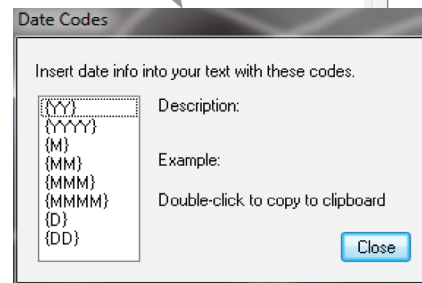 Date Codes
Insert date info into your text with these codes.
{YY}
{YYYY}
{M}
{MM}
{MMM}
{MMMM}
{D}
{DD}
Description:
Example:
Double-click to copy to clipboard
Close